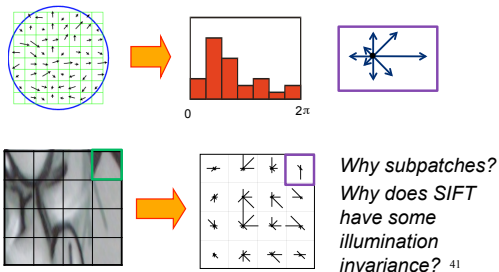 0
2π
Why subpatches?
Why does SIFT
have some
illumination
invariance? 41